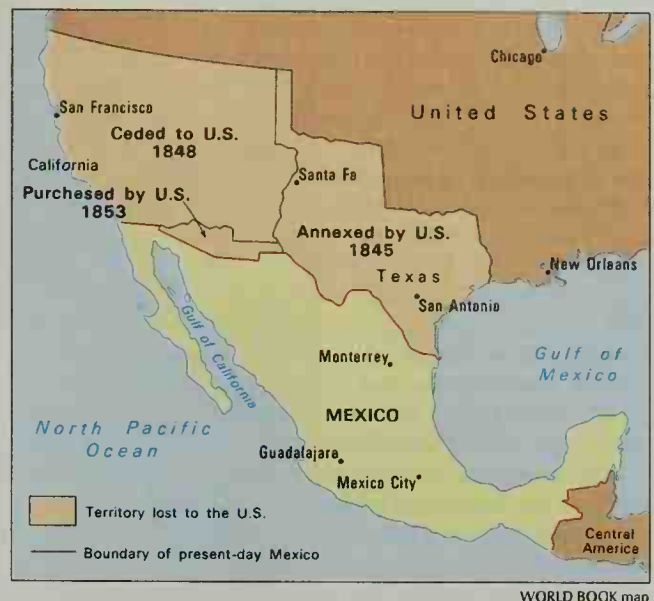 Chicago
United States
San Francisco
Ceded to U.S.
1848
California
Santa Fe
Purchased by U.S.
1853
Annexed by U.S.
1845
Texas
New Orleans
San Antonio
Gulf of California
Monterrey
Gulf of
Mexico
MEXICO
North Pacific
Ocean
Guadalajara
Mexico City
Territory lost to the U.S.
Central
America
Boundary of present-day Mexico
WORLD BOOK map